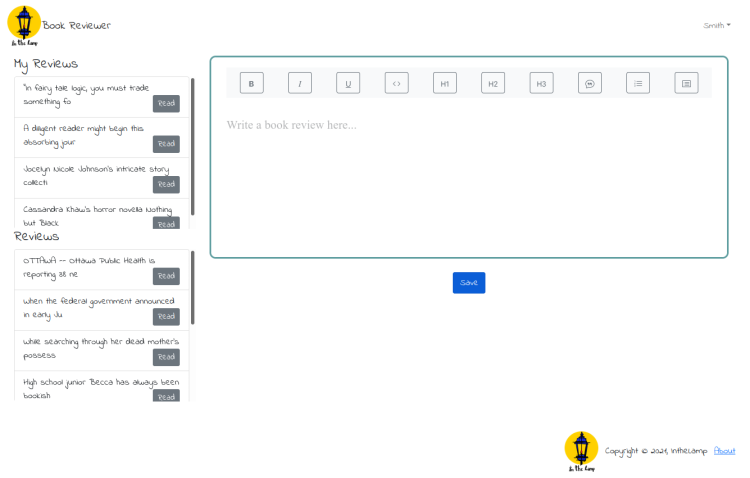 In the Lamp
Book Reviewer
Smith
My Reviews
"In fairy tale logic, you must trade
something fo
Read
A diligent reader might begin this
absorbing jour
Read
Jocelyn Nicole Johnson's intricate story
collecti
Read
Cassandra Khaw's horror novella Nothing
but Black
Read
Reviews
OTTAWA -- Ottawa Public Health is
reporting 38 ne
Read
When the federal government announced
in early Ju
Read
While searching through her dead mother's
possess
Read
High school junior Becca has always been
bookish
Read
B I U <> H1 H2 H3
Write a book review here...
Save
In the Lamp
Copyright © 2021, InTheLamp About